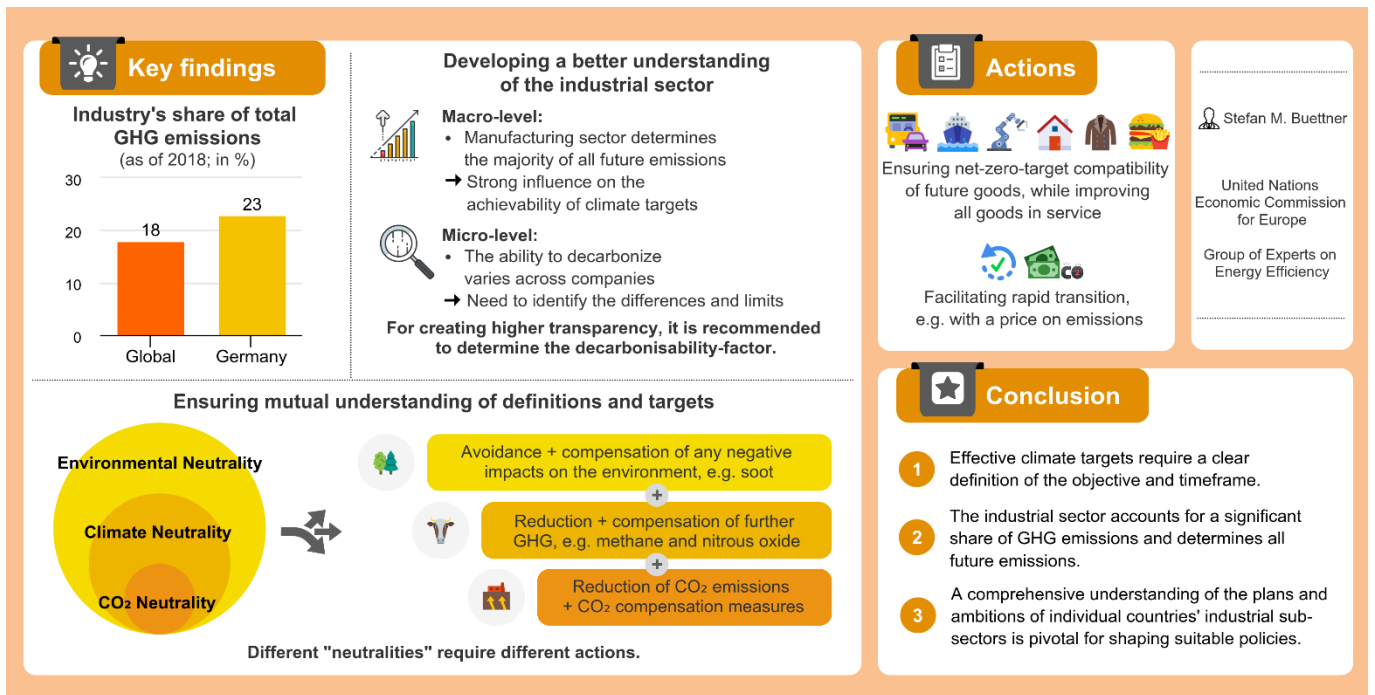 Key findings
Industry's share of total
GHG emissions
(as of 2018; in %)
30
20
10
0
18
23
Global
Germany
Developing a better understanding
of the industrial sector
Macro-level:
• Manufacturing sector determines
the majority of all future emissions
→ Strong influence on the
achievability of climate targets
Micro-level:
• The ability to decarbonize
varies across companies
→ Need to identify the differences and limits
For creating higher transparency, it is recommended
to determine the decarbonisability-factor.
Ensuring mutual understanding of definitions and targets
Environmental Neutrality
Climate Neutrality
CO₂ Neutrality
Avoidance + compensation of any negative
impacts on the environment, e.g. soot
+
Reduction + compensation of further
GHG, e.g. methane and nitrous oxide
+
Reduction of CO₂ emissions
+ CO₂ compensation measures
Different "neutralities" require different actions.
Actions
Ensuring net-zero-target compatibility
of future goods, while improving
all goods in service
Facilitating rapid transition,
e.g. with a price on emissions
Stefan M. Buettner
United Nations
Economic Commission
for Europe
Group of Experts on
Energy Efficiency
Conclusion
1
Effective climate targets require a clear
definition of the objective and timeframe.
2
The industrial sector accounts for a significant
share of GHG emissions and determines all
future emissions.
3
A comprehensive understanding of the plans and
ambitions of individual countries' industrial sub-
sectors is pivotal for shaping suitable policies.